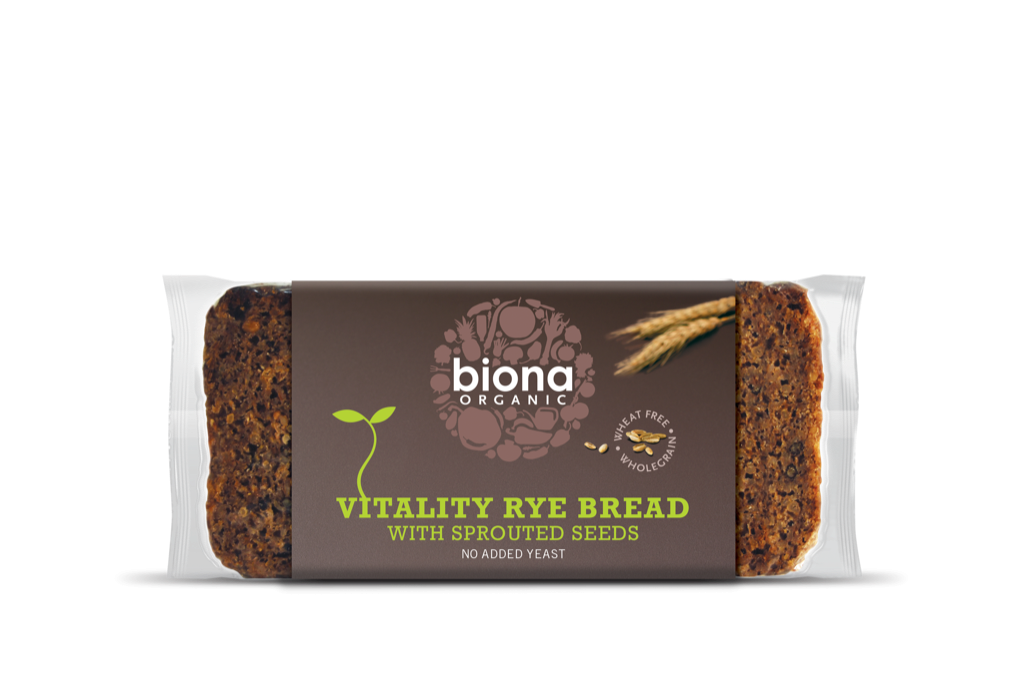 biona
ORGANIC
• WHEAT FREE •
WHOLEGRAIN
VITALITY RYE BREAD
WITH SPROUTED SEEDS
NO ADDED YEAST